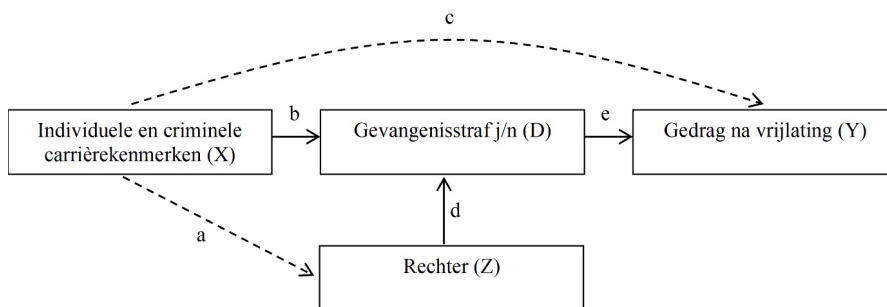 c
b
e
Individuele en criminele
carrièrekenmerken (X)
Gevangenisstraf j/n (D)
Gedrag na vrijlating (Y)
a
d
Rechter (Z)